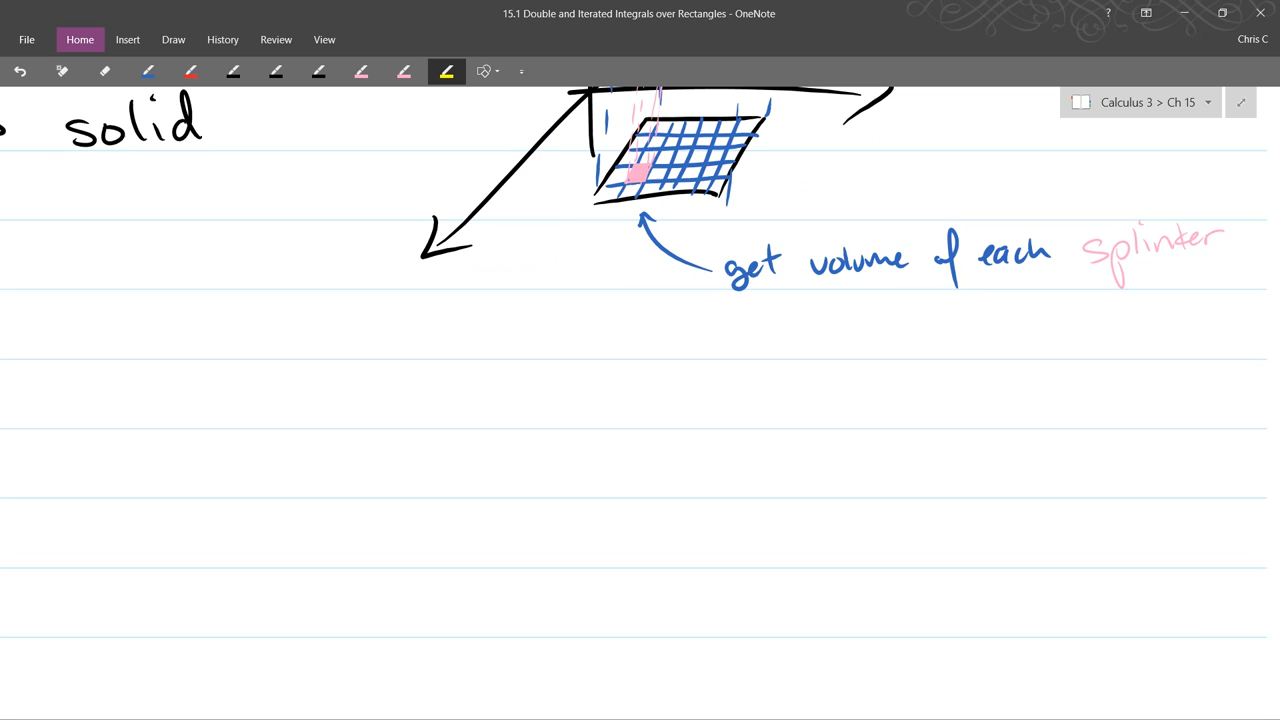 15.1 Double and Iterated Integrals over Rectangles - OneNote
File Home Insert Draw History Review View
Chris C
Calculus 3 > Ch 15
solid
get volume of each splinter